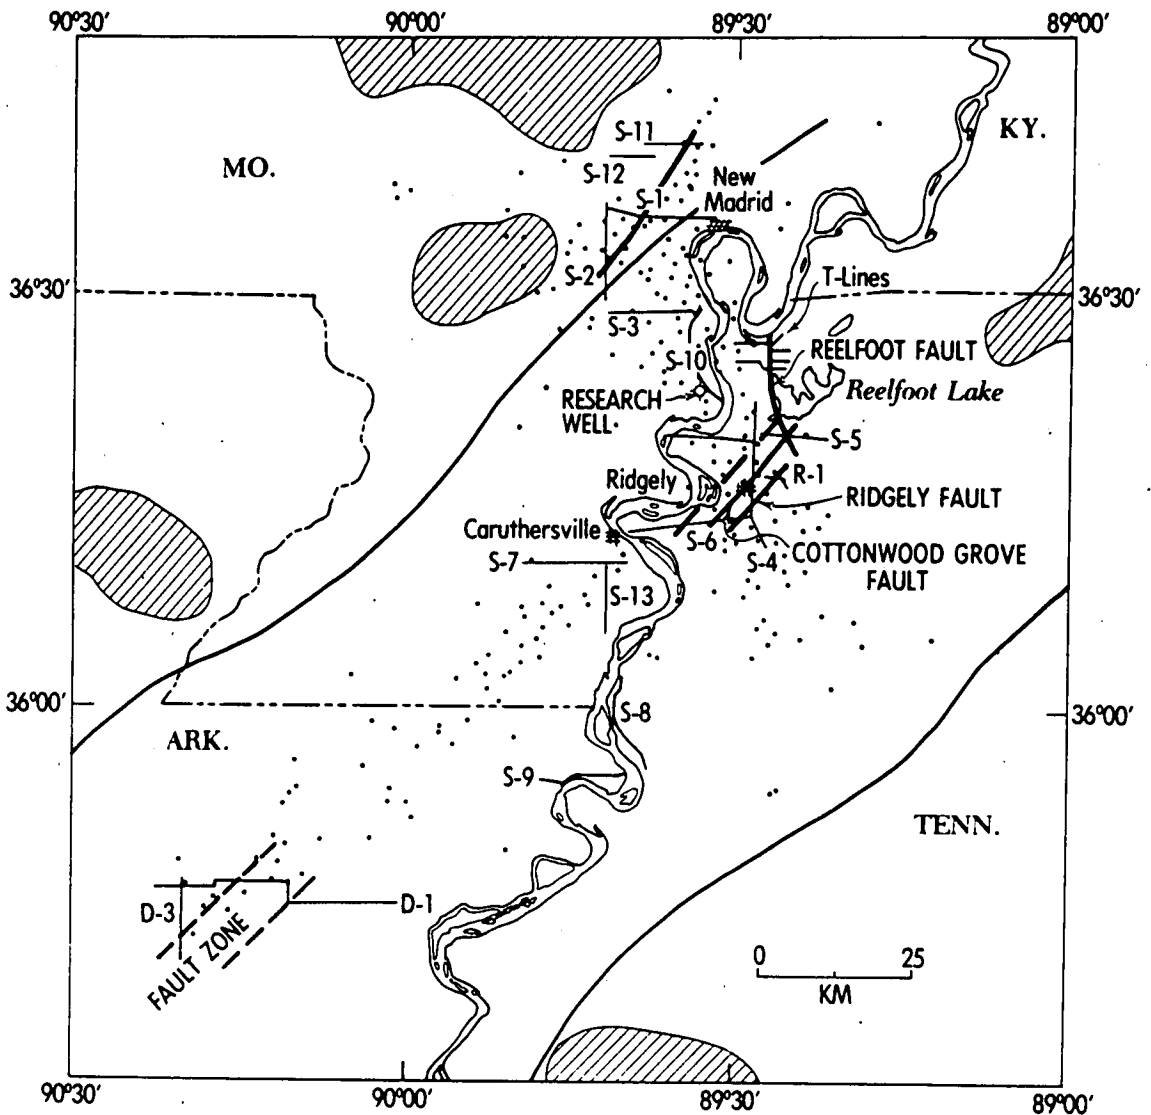 90°30'
90°00'
89°30'
89°00'
KY.
S-11
MO.
S-12
New
Madrid
S-1
S-2
T-Lines
36°30'
36°30'
S-3
REELFOOT FAULT
S-10
Reelfoot Lake
RESEARCH
WELL
S-5
Ridgely
R-1
RIDGELY FAULT
Caruthersville
S-6
S-7
S-4
COTTONWOOD GROVE
FAULT
S-13
36°00'
S-8
36°00'
ARK.
S-9
TENN.
D-3
D-1
FAULT ZONE
0
25
KM
90°30'
90°00'
89°30'
89°00'